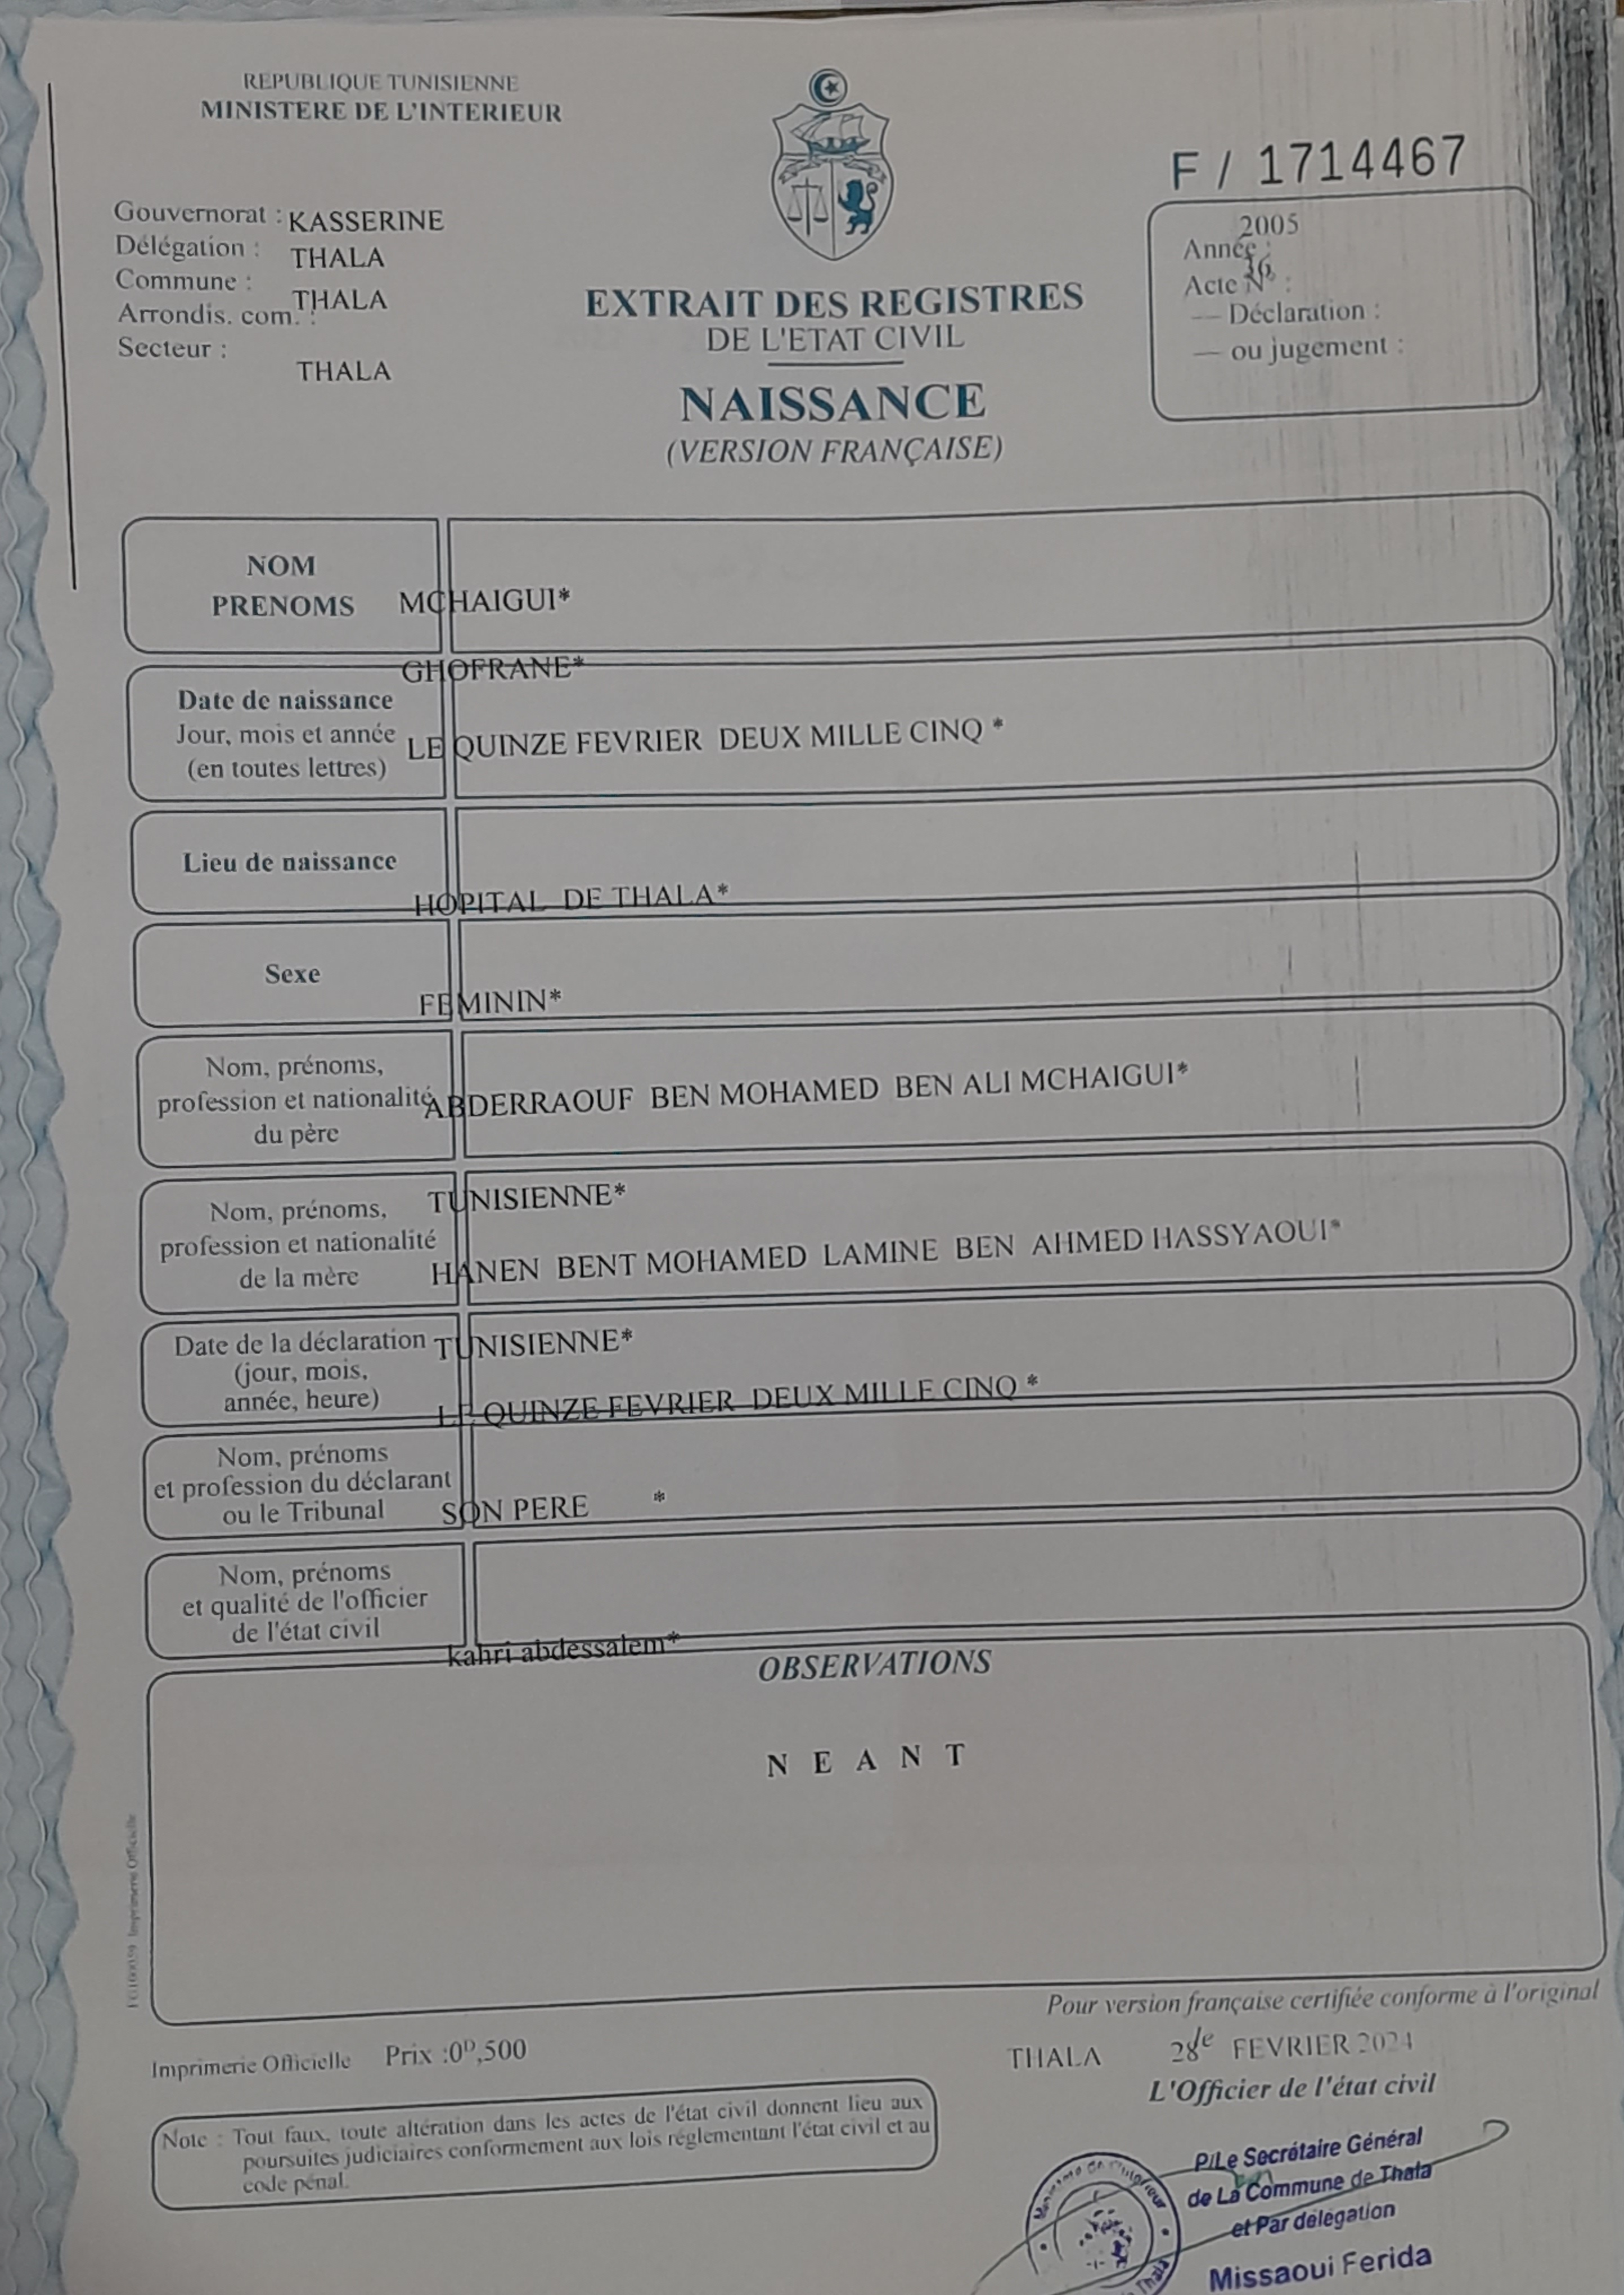 REPUBLIQUE TUNISIENNE
MINISTERE DE L'INTERIEUR
F / 1714467
Gouvernorat : KASSERINE
Délégation : THALA
Commune :
Arrondis. com. : THALA
Secteur :
THALA
2005
Année :
36
Acte N° :
— Déclaration :
— ou jugement :
EXTRAIT DES REGISTRES
DE L'ETAT CIVIL
NAISSANCE
(VERSION FRANÇAISE)
NOM
PRENOMS MCHAIGUI*
GHOFRANE*
Date de naissance
Jour, mois et année
(en toutes lettres)
LE QUINZE FEVRIER DEUX MILLE CINQ *
Lieu de naissance
HOPITAL DE THALA*
Sexe
FEMININ*
Nom, prénoms,
profession et nationalité
du père
ABDERRAOUF BEN MOHAMED BEN ALI MCHAIGUI*
TUNISIENNE*
Nom, prénoms,
profession et nationalité
de la mère
HANEN BENT MOHAMED LAMINE BEN AHMED HASSYAOUI*
TUNISIENNE*
Date de la déclaration
(jour, mois,
année, heure)
LE QUINZE FEVRIER DEUX MILLE CINQ *
Nom, prénoms
et profession du déclarant
ou le Tribunal
SON PERE *
Nom, prénoms
et qualité de l'officier
de l'état civil
kahri abdessalem*
OBSERVATIONS
N E A N T
Imprimerie Officielle
Pour version française certifiée conforme à l'original
Imprimerie Officielle Prix :0ᴰ,500
THALA 28 le FEVRIER 2024
L'Officier de l'état civil
Note : Tout faux, toute altération dans les actes de l'état civil donnent lieu aux
poursuites judiciaires conformement aux lois réglementant l'état civil et au
code pénal.
P/Le Secrétaire Général
de La Commune de Thala
et Par délégation
Missaoui Ferida